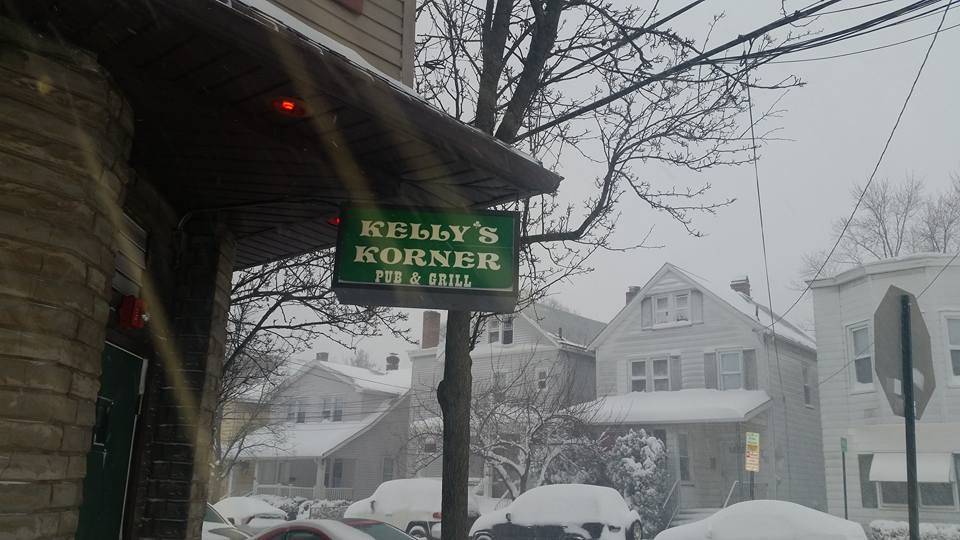 KELLY'S
KORNER
PUB & GRILL